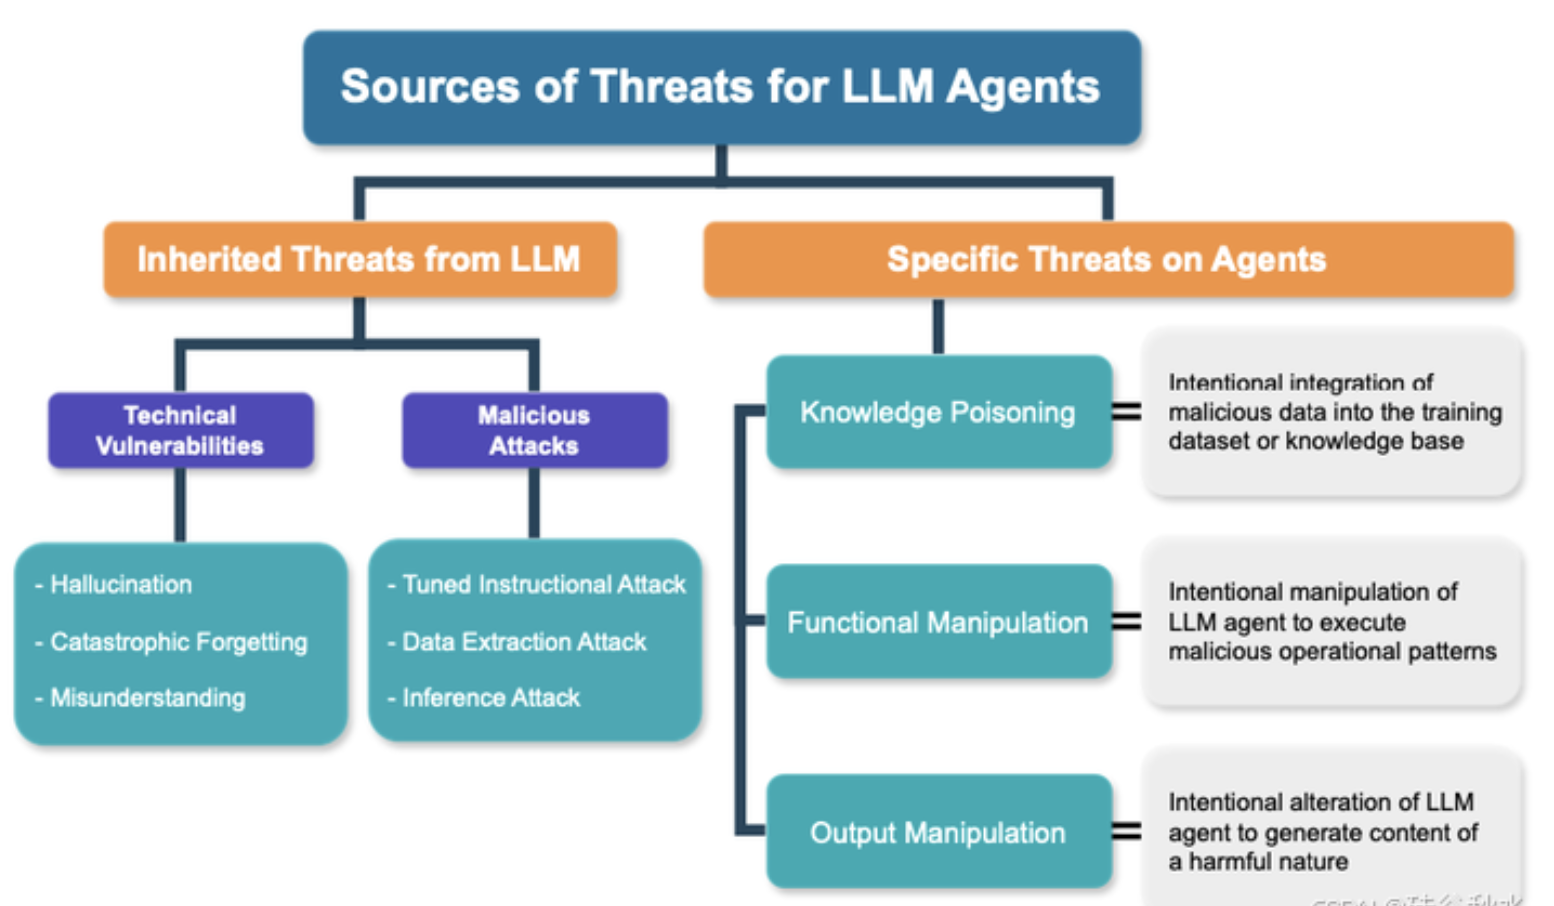 Sources of Threats for LLM Agents
Inherited Threats from LLM
Specific Threats on Agents
Technical
Vulnerabilities
Malicious
Attacks
- Hallucination
- Catastrophic Forgetting
- Misunderstanding
- Tuned Instructional Attack
- Data Extraction Attack
- Inference Attack
Knowledge Poisoning
=
Intentional integration of
malicious data into the training
dataset or knowledge base
Functional Manipulation
=
Intentional manipulation of
LLM agent to execute
malicious operational patterns
Output Manipulation
=
Intentional alteration of LLM
agent to generate content of
a harmful nature